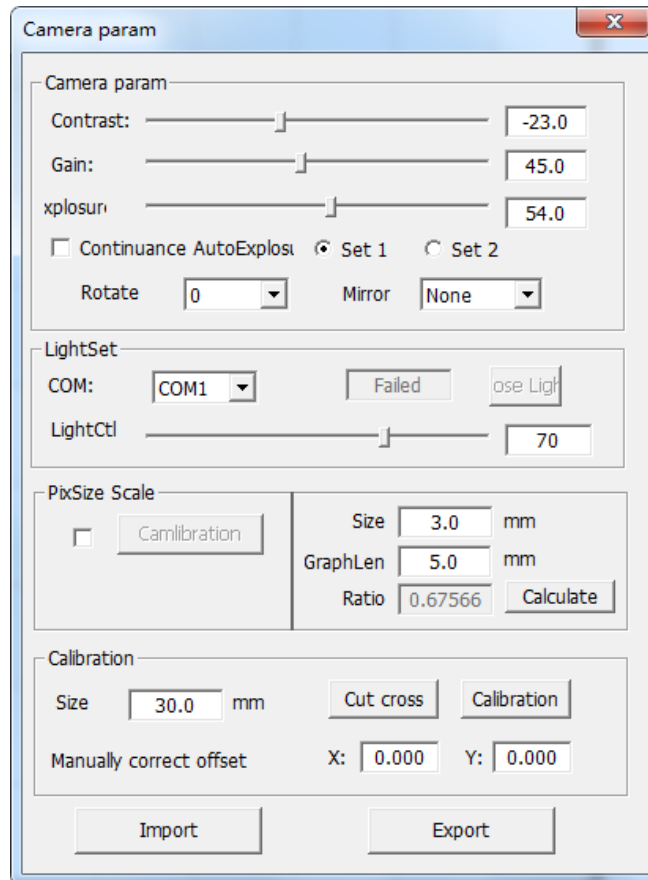 Camera param
Camera param
Contrast: -23.0
Gain: 45.0
xplosur 54.0
Continuance AutoExplosu Set 1 Set 2
Rotate 0 Mirror None
LightSet
COM: COM1 Failed ose Ligh
LightCtl 70
PixSize Scale
Camlibration
Size 3.0 mm
GraphLen 5.0 mm
Ratio 0.67566 Calculate
Calibration
Size 30.0 mm Cut cross Calibration
Manually correct offset X: 0.000 Y: 0.000
Import Export